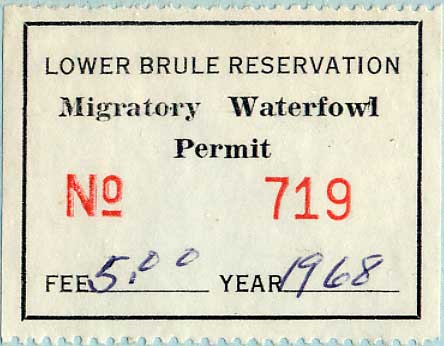 LOWER BRULE RESERVATION
Migratory Waterfowl
Permit
No 719
FEE 5.00 YEAR 1968